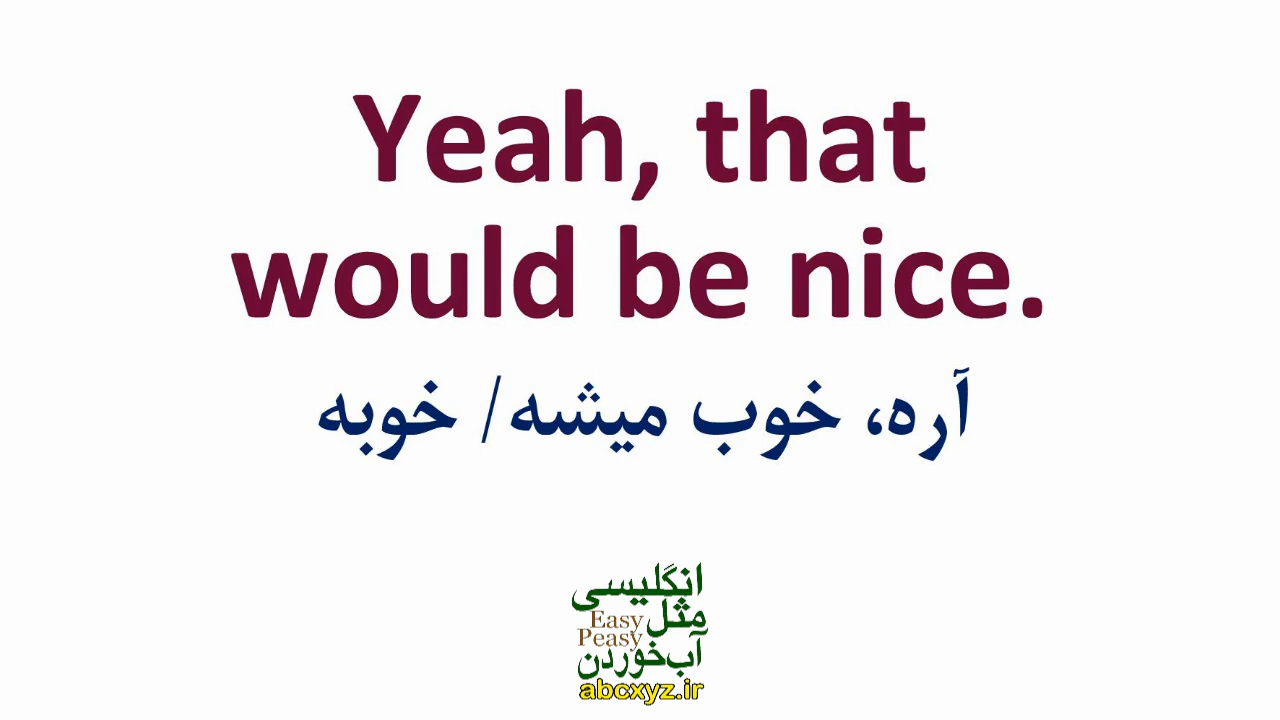 Yeah, that
would be nice.
آره، خوب میشه/ خوبه
انگلیسی
مثل
Easy
Peasy
آب خوردن
abcxyz.ir